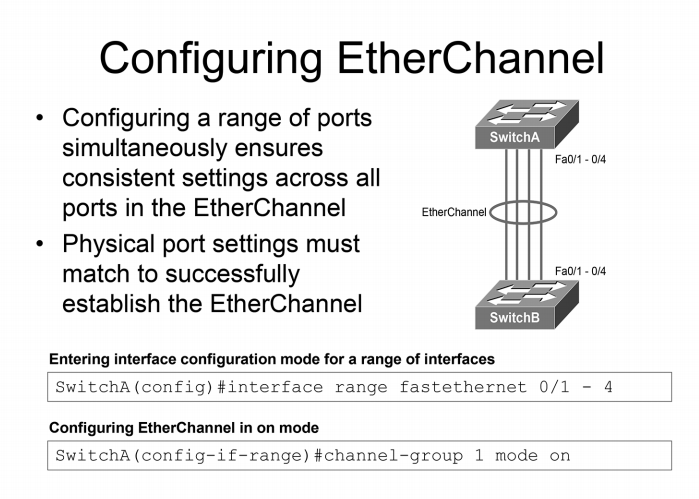 Configuring EtherChannel
• Configuring a range of ports
simultaneously ensures
consistent settings across all
ports in the EtherChannel
• Physical port settings must
match to successfully
establish the EtherChannel
SwitchA
Fa0/1 - 0/4
EtherChannel
Fa0/1 - 0/4
SwitchB
Entering interface configuration mode for a range of interfaces
SwitchA(config)#interface range fastethernet 0/1 - 4
Configuring EtherChannel in on mode
SwitchA(config-if-range)#channel-group 1 mode on